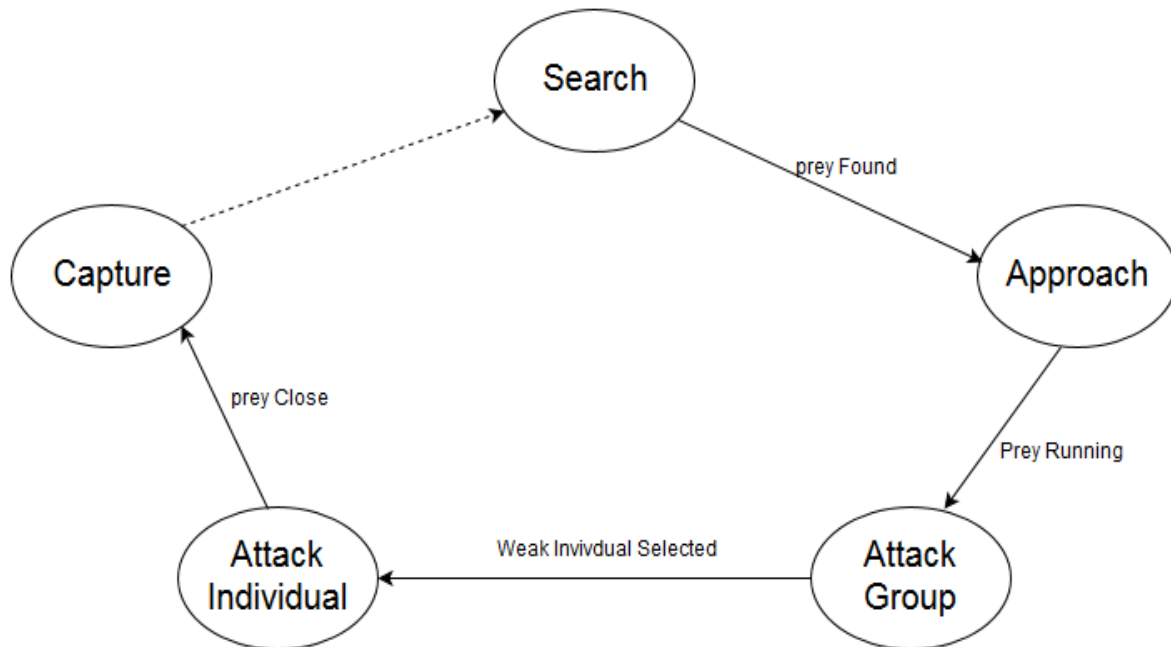 Search
prey Found
Capture
Approach
prey Close
Prey Running
Attack
Individual
Weak Invivdual Selected
Attack
Group